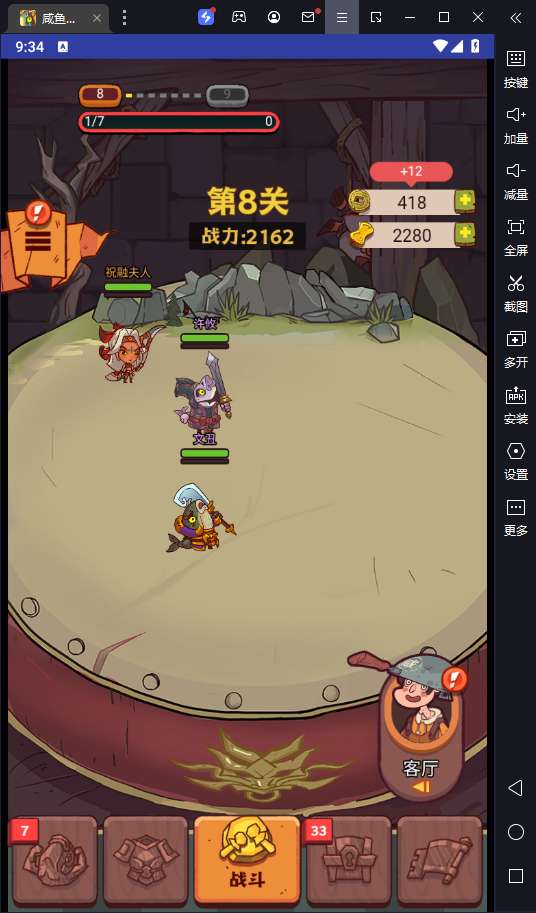 咸鱼...
9:34
A
按键
加量
减量
全屏
截图
多开
APK
安装
设置
更多
8
9
1/7
0
+12
418
2280
第8关
战力:2162
祝融夫人
许攸
文丑
客厅
7
33
战斗